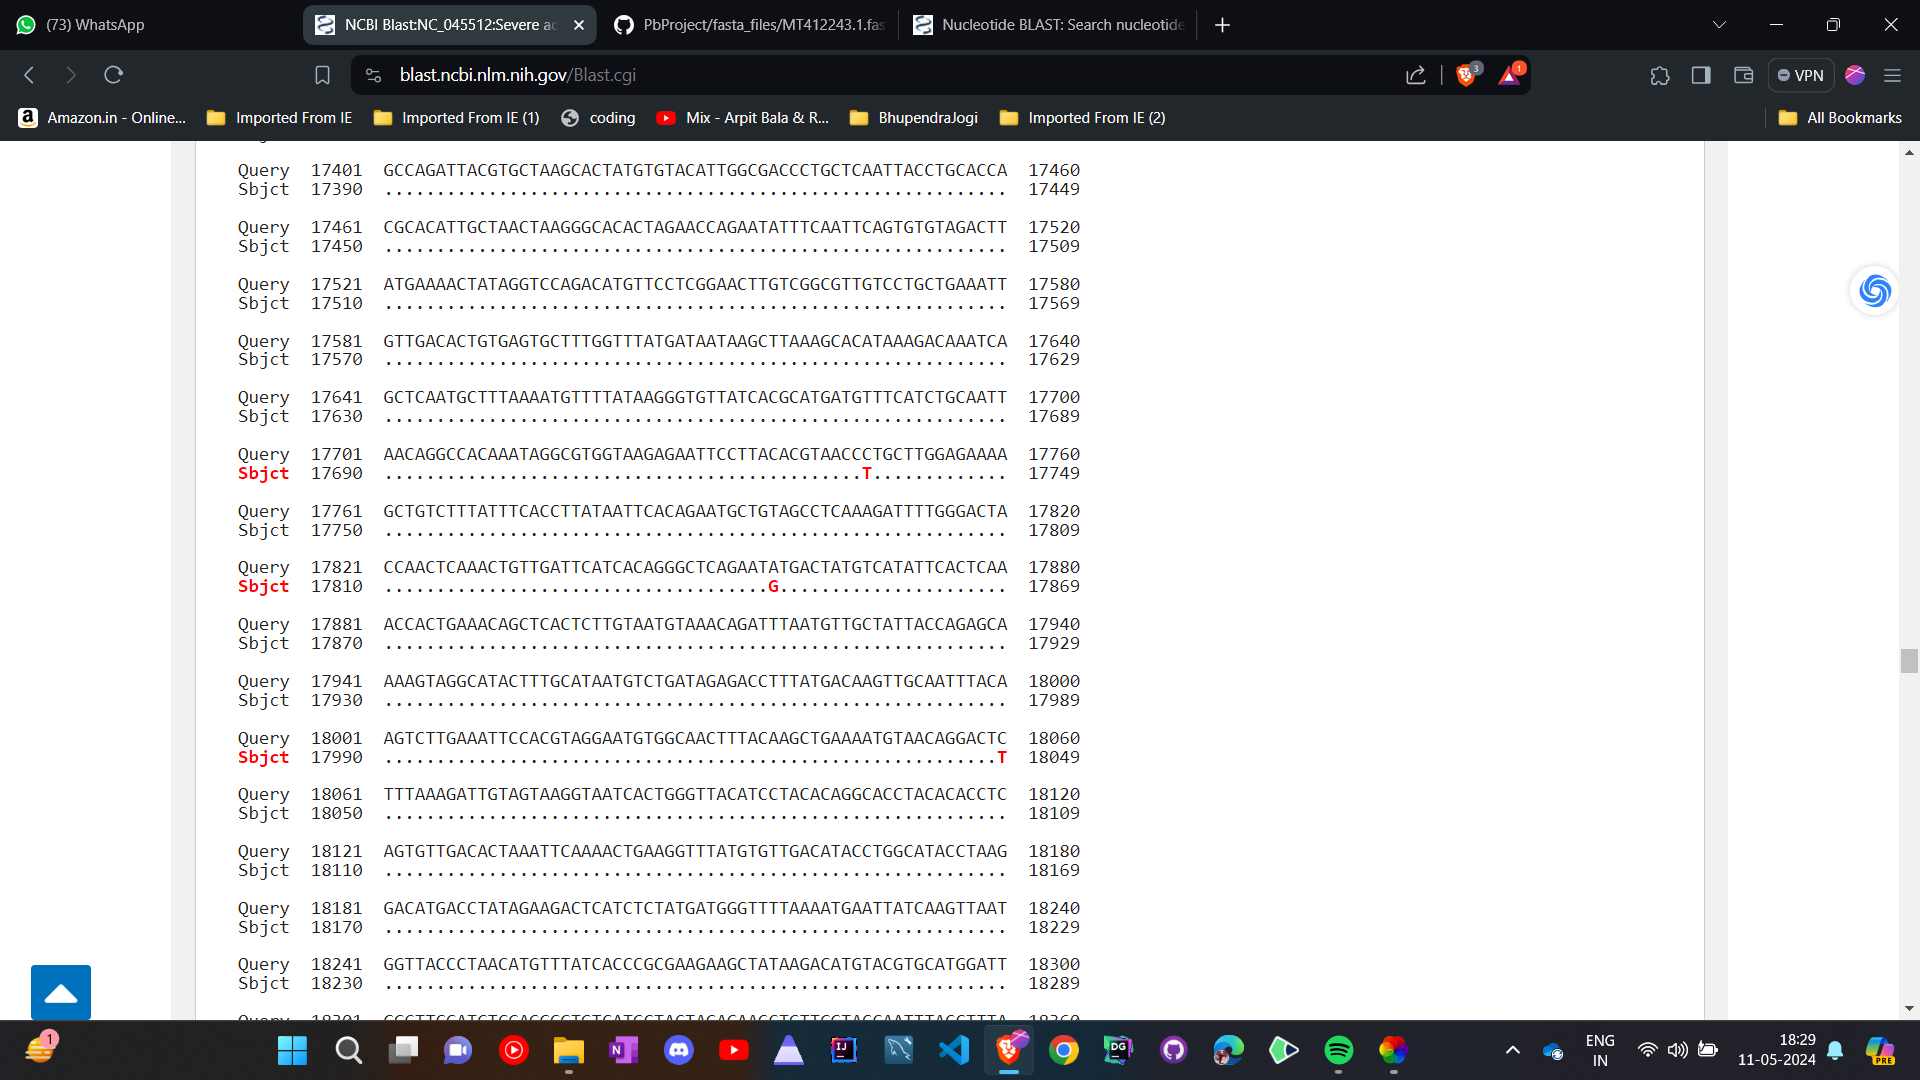 (73) WhatsApp
NCBI Blast:NC_045512:Severe ac
PbProject/fasta_files/MT412243.1.fas
Nucleotide BLAST: Search nucleotide
blast.ncbi.nlm.nih.gov/Blast.cgi
3
1
VPN
Amazon.in - Online...
Imported From IE
Imported From IE (1)
coding
Mix - Arpit Bala & R...
BhupendraJogi
Imported From IE (2)
All Bookmarks
Query 17401 GCCAGATTACGTGCTAAGCACTATGTGTACATTGGCGACCCTGCTCAATTACCTGCACCA 17460
Sbjct 17390 ............................................................ 17449
Query 17461 CGCACATTGCTAACTAAGGGCACACTAGAACCAGAATATTTCAATTCAGTGTGTAGACTT 17520
Sbjct 17450 ............................................................ 17509
Query 17521 ATGAAAACTATAGGTCCAGACATGTTCCTCGGAACTTGTCGGCGTTGTCCTGCTGAAATT 17580
Sbjct 17510 ............................................................ 17569
Query 17581 GTTGACACTGTGAGTGCTTTGGTTTATGATAATAAGCTTAAAGCACATAAAGACAAATCA 17640
Sbjct 17570 ............................................................ 17629
Query 17641 GCTCAATGCTTTAAAATGTTTTATAAGGGTGTTATCACGCATGATGTTTCATCTGCAATT 17700
Sbjct 17630 ............................................................ 17689
Query 17701 AACAGGCCACAAATAGGCGTGGTAAGAGAATTCCTTACACGTAACCCTGCTTGGAGAAAA 17760
Sbjct 17690 ..............................................T............. 17749
Query 17761 GCTGTCTTTATTTCACCTTATAATTCACAGAATGCTGTAGCCTCAAAGATTTTGGGACTA 17820
Sbjct 17750 ............................................................ 17809
Query 17821 CCAACTCAAACTGTTGATTCATCACAGGGCTCAGAATATGACTATGTCATATTCACTCAA 17880
Sbjct 17810 .....................................G...................... 17869
Query 17881 ACCACTGAAACAGCTCACTCTTGTAATGTAAACAGATTTAATGTTGCTATTACCAGAGCA 17940
Sbjct 17870 ............................................................ 17929
Query 17941 AAAGTAGGCATACTTTGCATAATGTCTGATAGAGACCTTTATGACAAGTTGCAATTTACA 18000
Sbjct 17930 ............................................................ 17989
Query 18001 AGTCTTGAAATTCCACGTAGGAATGTGGCAACTTTACAAGCTGAAAATGTAACAGGACTC 18060
Sbjct 17990 ...........................................................T 18049
Query 18061 TTTAAAGATTGTAGTAAGGTAATCACTGGGTTACATCCTACACAGGCACCTACACACCTC 18120
Sbjct 18050 ............................................................ 18109
Query 18121 AGTGTTGACACTAAATTCAAAACTGAAGGTTTATGTGTTGACATACCTGGCATACCTAAG 18180
Sbjct 18110 ............................................................ 18169
Query 18181 GACATGACCTATAGAAGACTCATCTCTATGATGGGTTTTAAAATGAATTATCAAGTTAAT 18240
Sbjct 18170 ............................................................ 18229
Query 18241 GGTTACCCTAACATGTTTATCACCCGCGAAGAAGCTATAAGACATGTACGTGCATGGATT 18300
Sbjct 18230 ............................................................ 18289
1
ENG
IN
18:29
11-05-2024